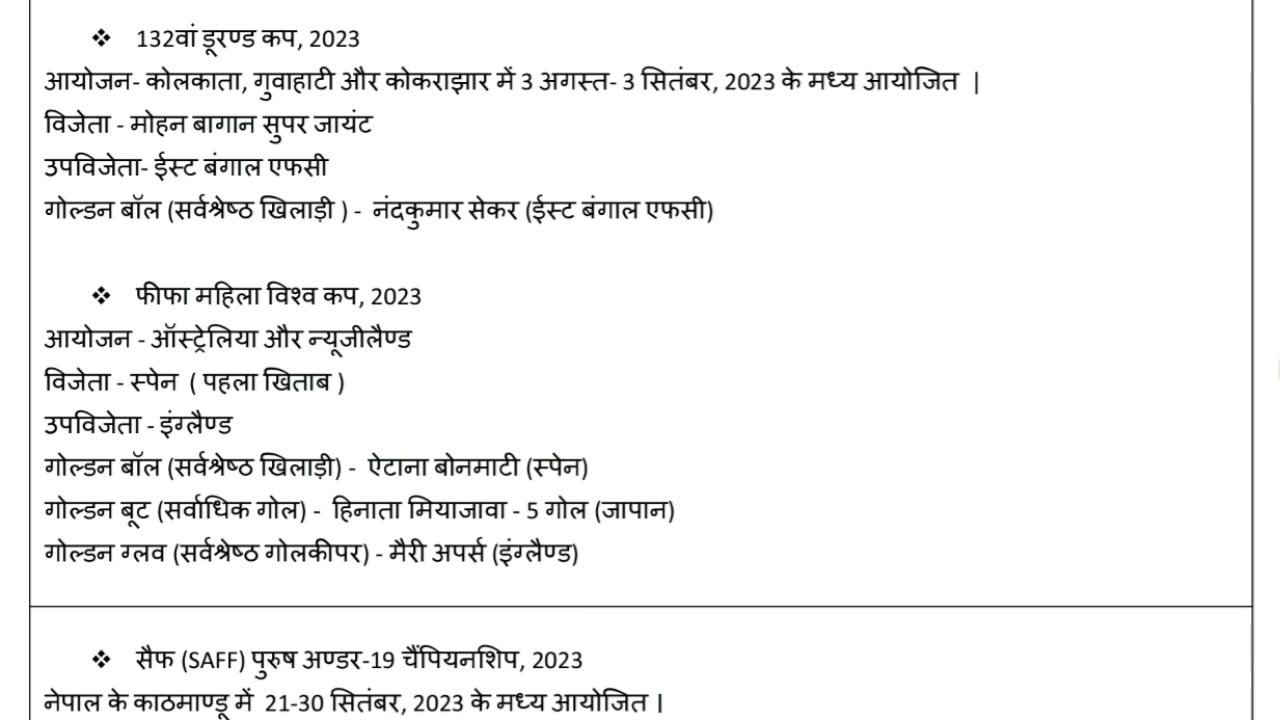 ❖ 132वां डूरण्ड कप, 2023
आयोजन- कोलकाता, गुवाहाटी और कोकराझार में 3 अगस्त- 3 सितंबर, 2023 के मध्य आयोजित |
विजेता - मोहन बागान सुपर जायंट
उपविजेता- ईस्ट बंगाल एफसी
गोल्डन बॉल (सर्वश्रेष्ठ खिलाड़ी ) - नंदकुमार सेकर (ईस्ट बंगाल एफसी)
❖ फीफा महिला विश्व कप, 2023
आयोजन - ऑस्ट्रेलिया और न्यूजीलैण्ड
विजेता - स्पेन ( पहला खिताब )
उपविजेता - इंग्लैण्ड
गोल्डन बॉल (सर्वश्रेष्ठ खिलाड़ी) - ऐटाना बोनमाटी (स्पेन)
गोल्डन बूट (सर्वाधिक गोल) - हिनाता मियाजावा - 5 गोल (जापान)
गोल्डन ग्लव (सर्वश्रेष्ठ गोलकीपर) - मैरी अपर्स (इंग्लैण्ड)
❖ सैफ (SAFF) पुरुष अण्डर-19 चैंपियनशिप, 2023
नेपाल के काठमाण्डू में 21-30 सितंबर, 2023 के मध्य आयोजित ।